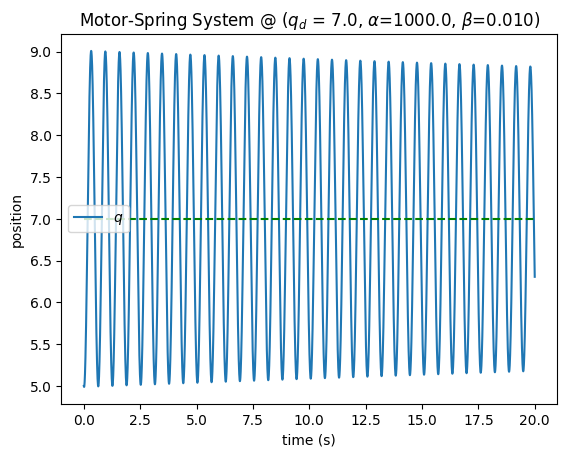 Motor-Spring System @ (q_d = 7.0, α=1000.0, β=0.010)
9.0
8.5
8.0
7.5
7.0
6.5
6.0
5.5
5.0
position
q
0.0 2.5 5.0 7.5 10.0 12.5 15.0 17.5 20.0
time (s)